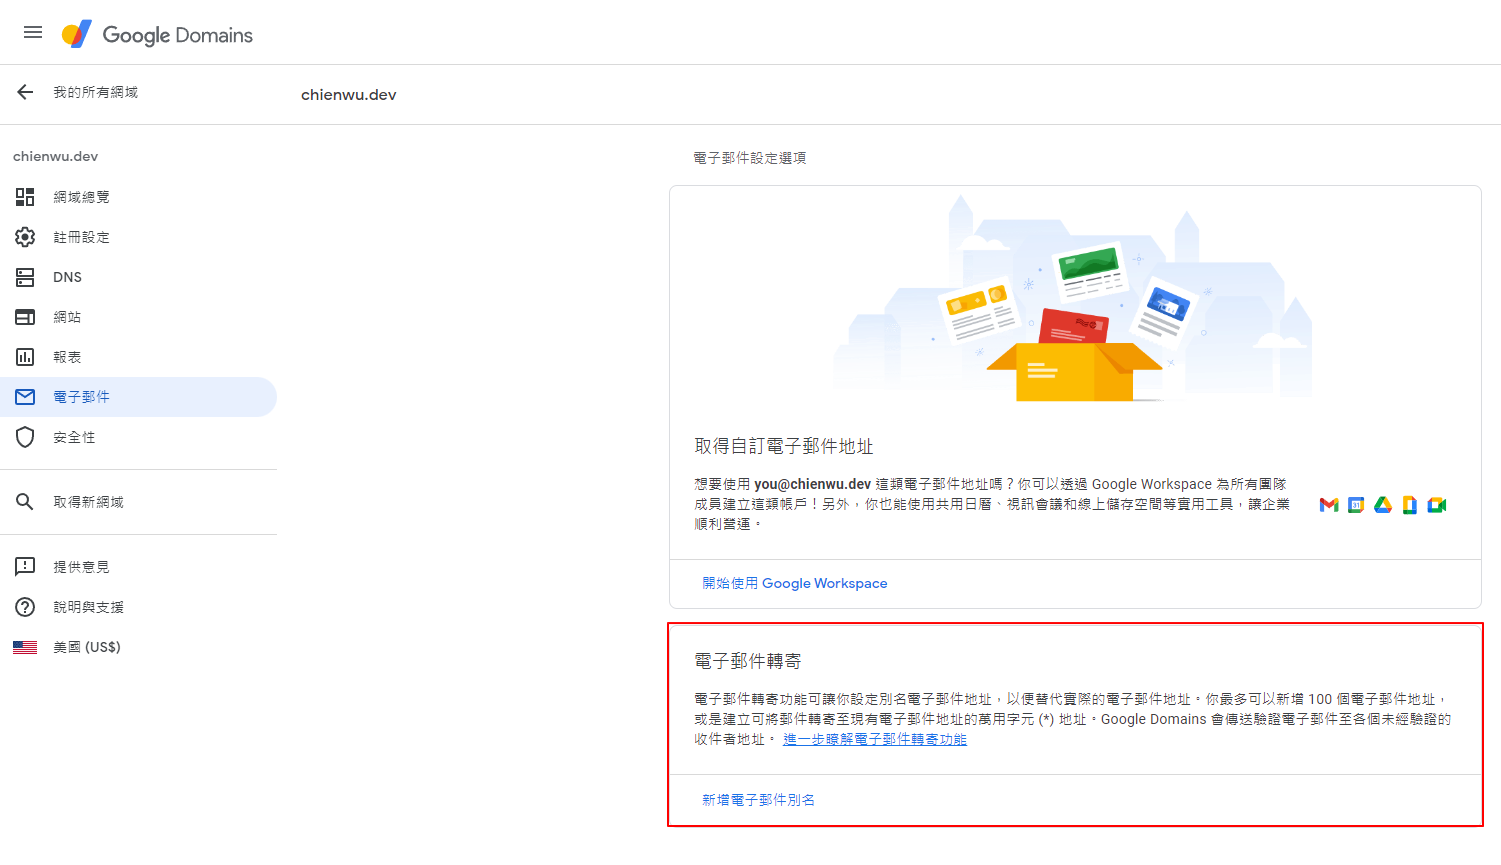 Google Domains
我的所有網域
chienwu.dev
chienwu.dev
網域總覽
註冊設定
DNS
網站
報表
電子郵件
安全性
取得新網域
提供意見
說明與支援
美國 (US$)
電子郵件設定選項
取得自訂電子郵件地址
想要使用 you@chienwu.dev 這類電子郵件地址嗎？你可以透過 Google Workspace 為所有團隊
成員建立這類帳戶！另外，你也能使用共用日曆、視訊會議和線上儲存空間等實用工具，讓企業
順利營運。
31
開始使用 Google Workspace
電子郵件轉寄
電子郵件轉寄功能可讓你設定別名電子郵件地址，以便替代實際的電子郵件地址。你最多可以新增 100 個電子郵件地址，
或是建立可將郵件轉寄至現有電子郵件地址的萬用字元 (*) 地址。Google Domains 會傳送驗證電子郵件至各個未經驗證的
收件者地址。 進一步瞭解電子郵件轉寄功能
新增電子郵件別名